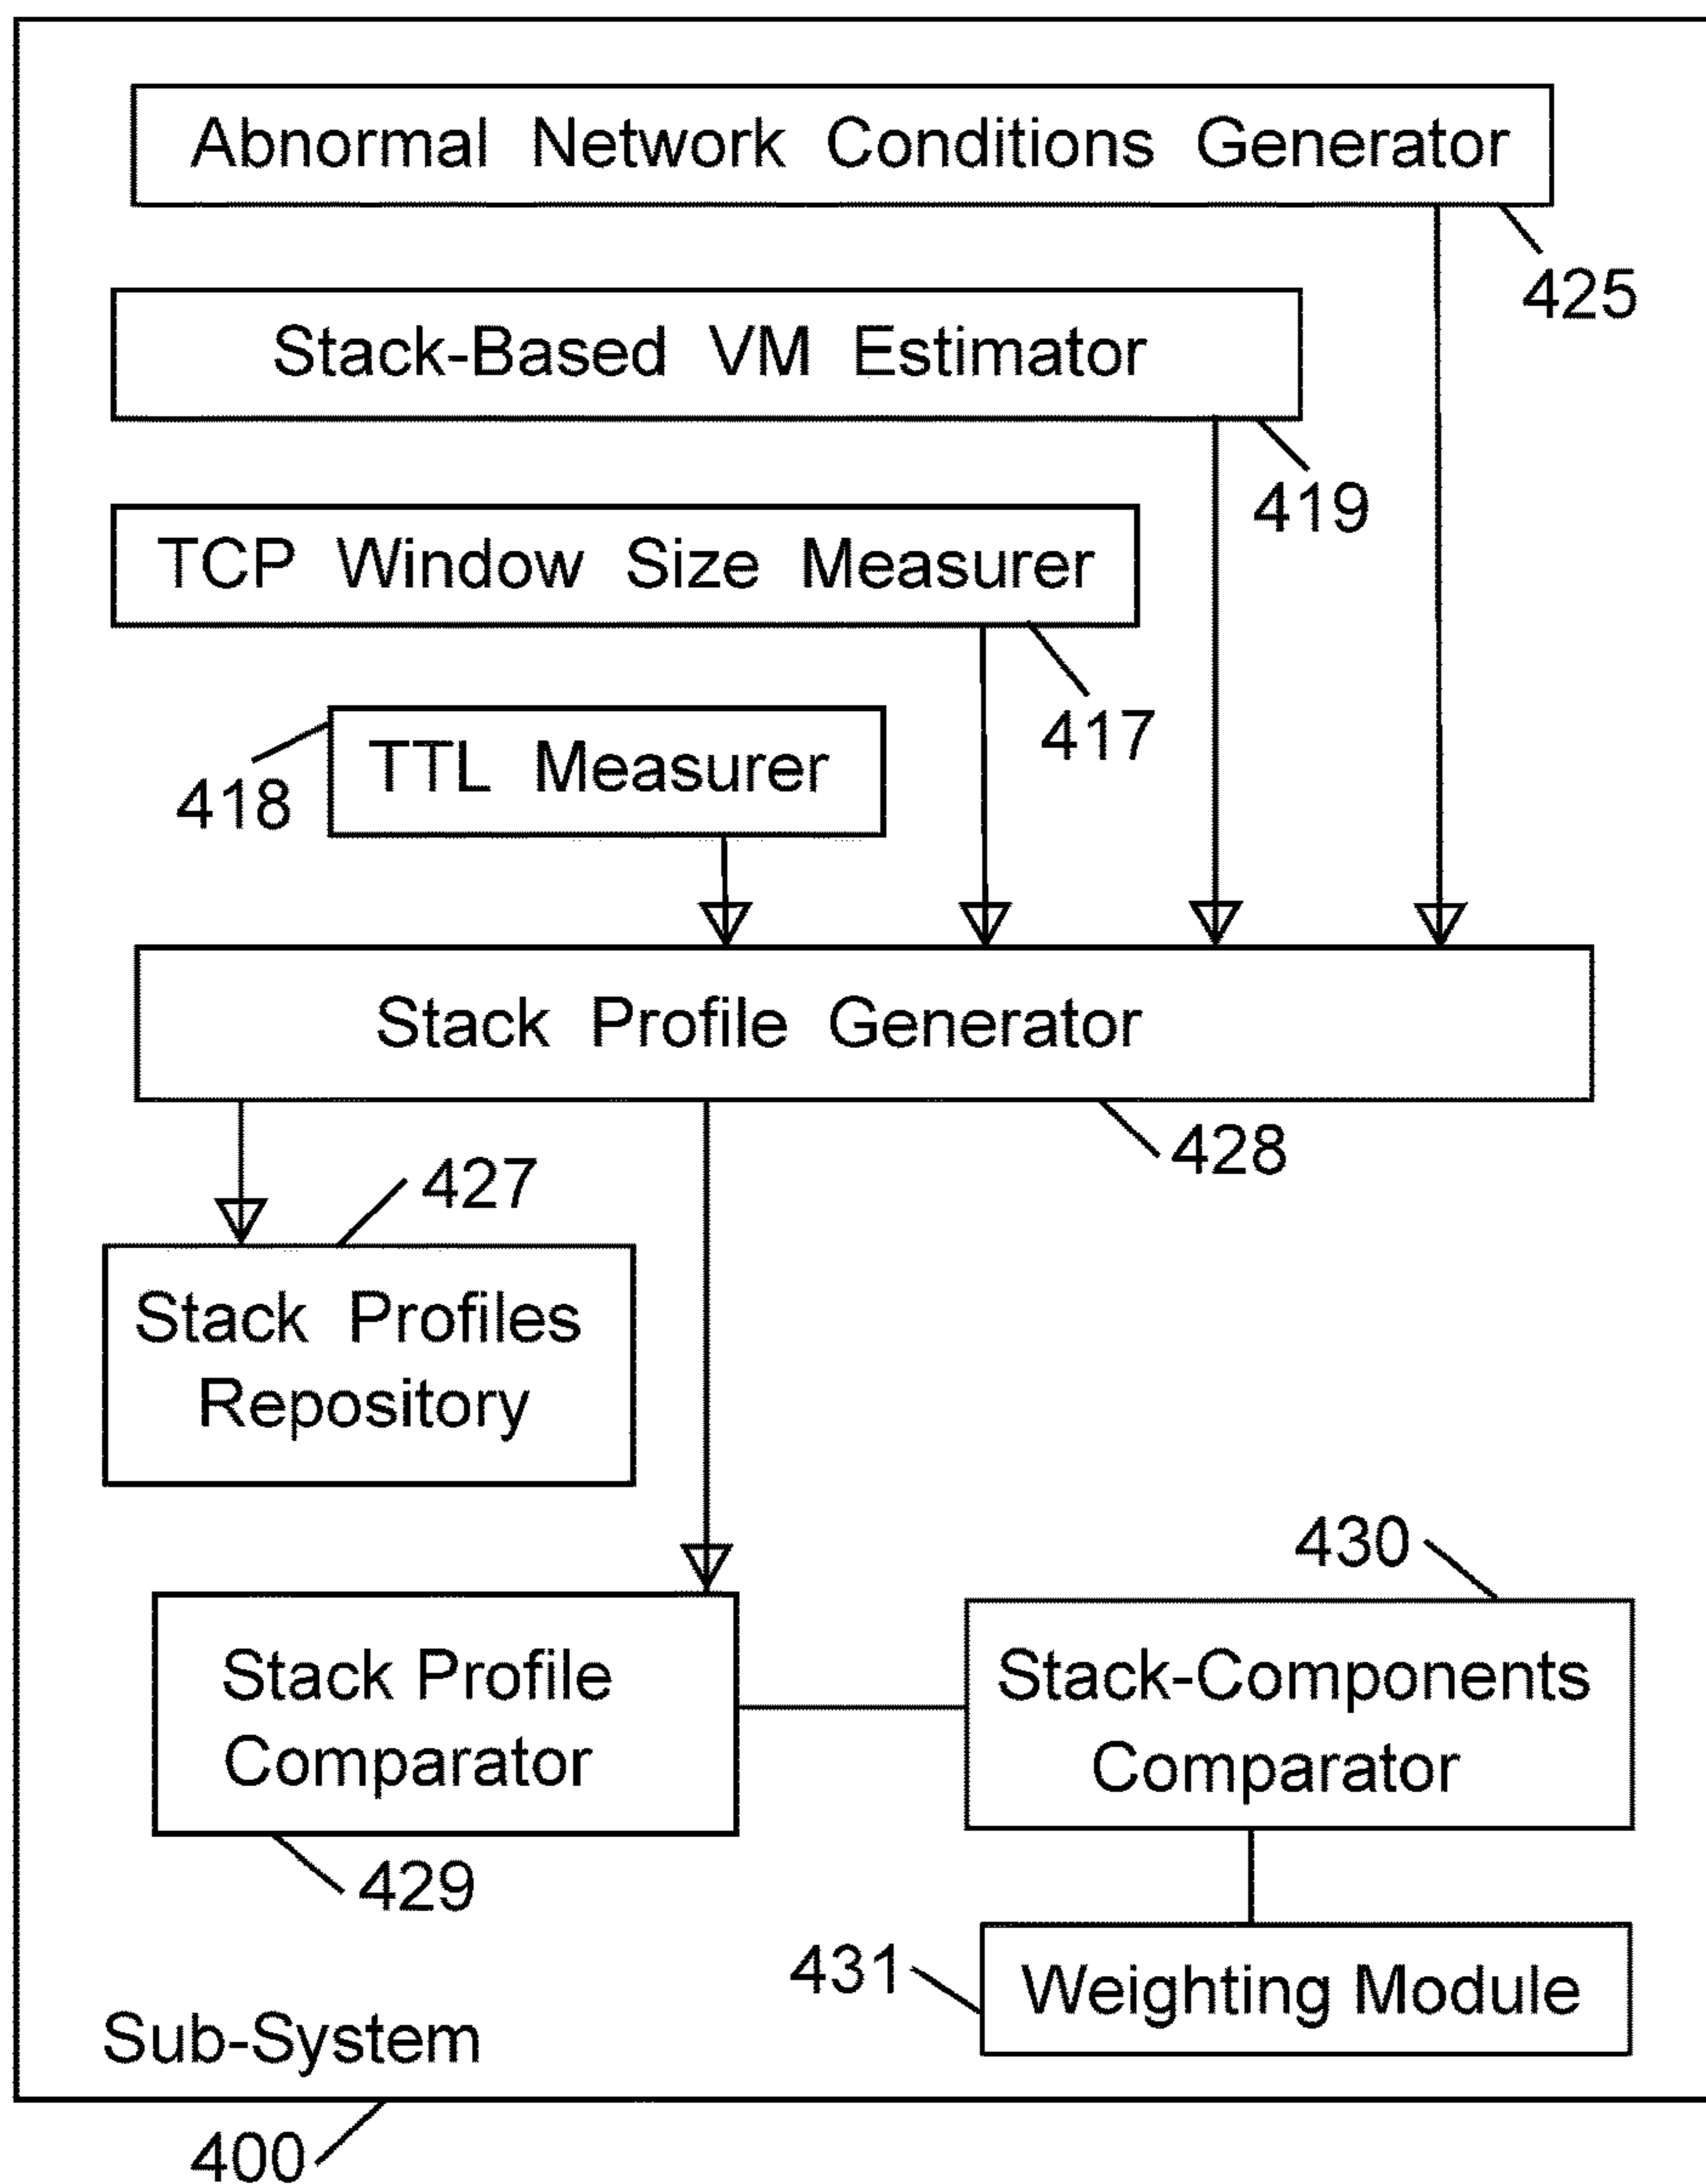 Abnormal Network Conditions Generator
425
Stack-Based VM Estimator
419
TCP Window Size Measurer
417
TTL Measurer
418
Stack Profile Generator
428
427
Stack Profiles
Repository
430
Stack Profile
Comparator
429
Stack-Components
Comparator
431
Weighting Module
Sub-System
400